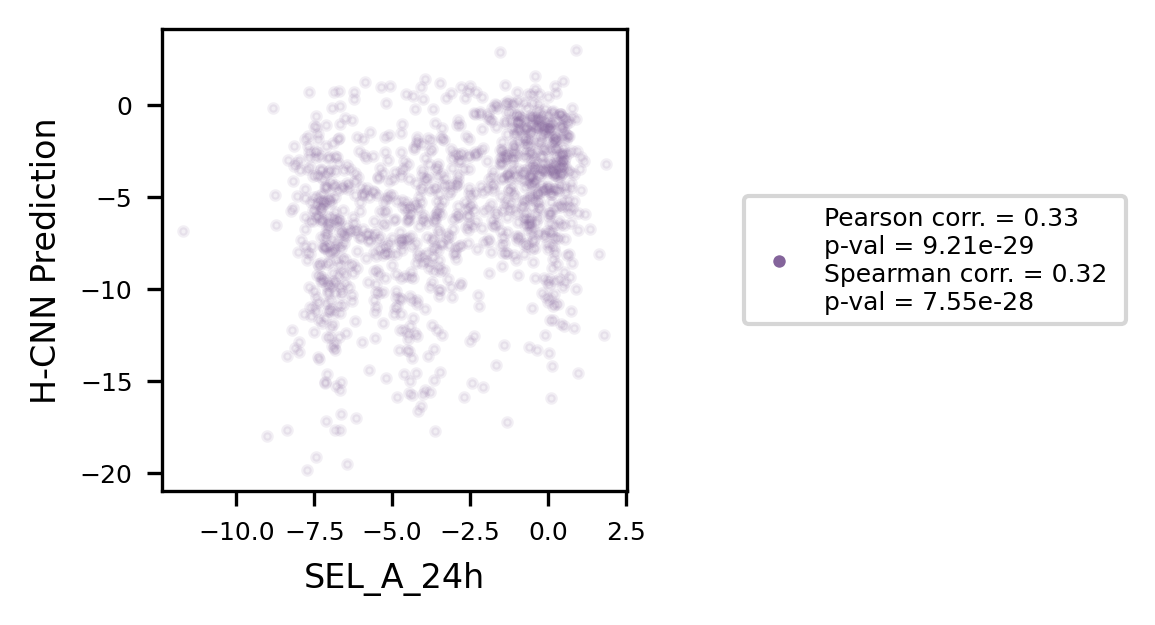 H-CNN Prediction
0
−5
−10
−15
−20
−10.0 −7.5 −5.0 −2.5 0.0 2.5
SEL_A_24h
Pearson corr. = 0.33
p-val = 9.21e-29
Spearman corr. = 0.32
p-val = 7.55e-28